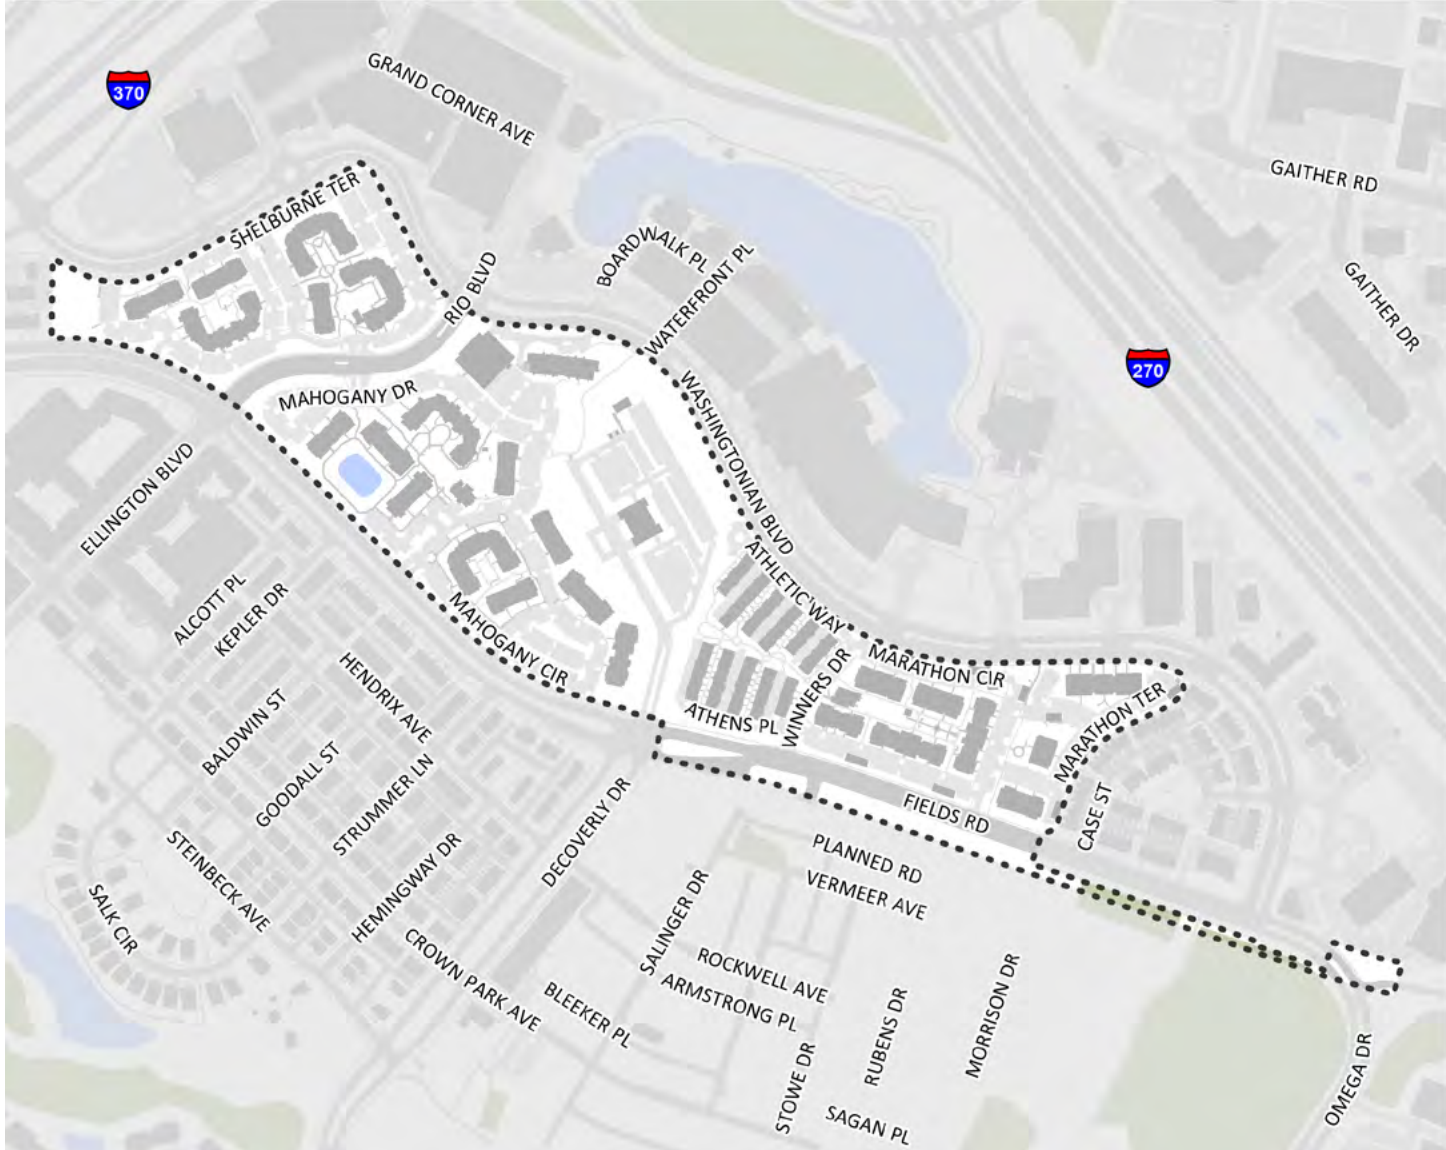 370
GRAND CORNER AVE
GAITHER RD
SHELBURNE TER
BOARDWALK PL
WATERFRONT PL
RIO BLVD
GAITHER DR
270
MAHOGANY DR
WASHINGTONIAN BLVD
ELLINGTON BLVD
ATHLETIC WAY
ALCOTT PL
KEPLER DR
MAHOGANY CIR
HENDRIX AVE
WINNERS DR
MARATHON CIR
MARATHON TER
BALDWIN ST
ATHENS PL
GOODALL ST
STRUMMER LN
FIELDS RD
CASE ST
DECOVERLY DR
STEINBECK AVE
HEMINGWAY DR
PLANNED RD
VERMEER AVE
SALK CIR
SALINGER DR
CROWN PARK AVE
ROCKWELL AVE
ARMSTRONG PL
BLEEKER PL
RUBENS DR
MORRISON DR
STOWE DR
SAGAN PL
OMEGA DR